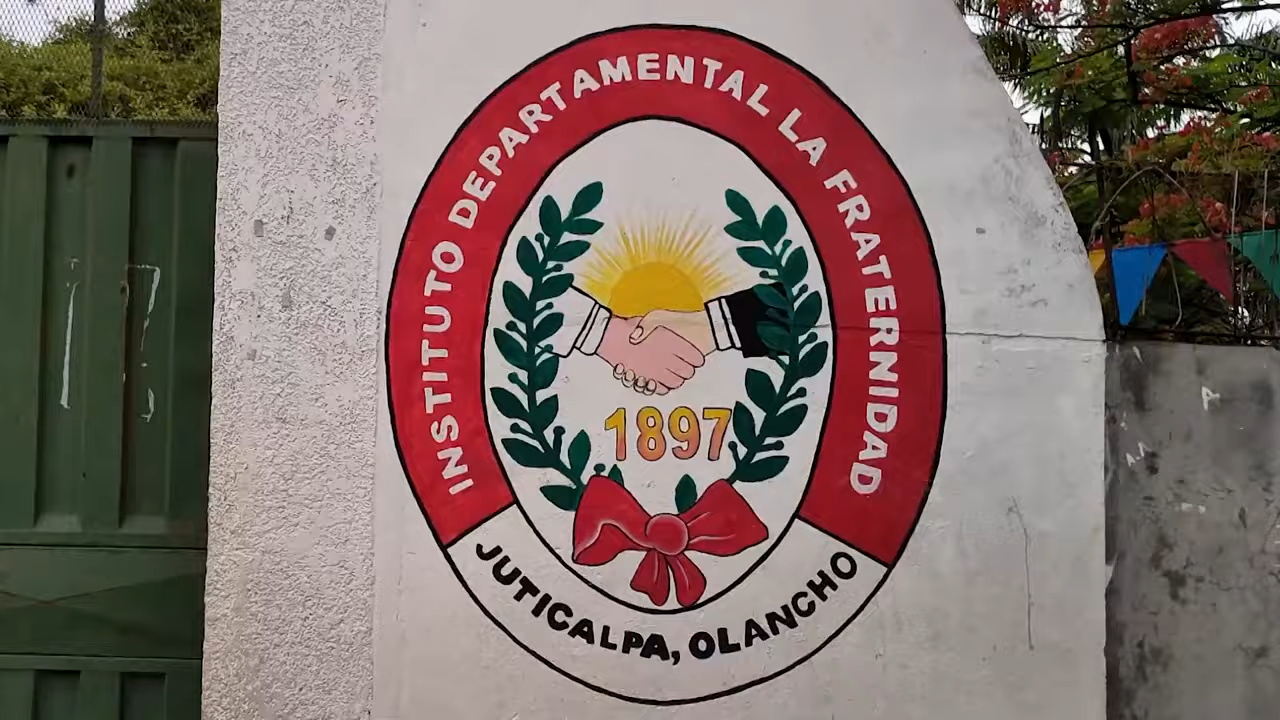 INSTITUTO DEPARTAMENTAL LA FRATERNIDAD
1897
JUTICALPA, OLANCHO